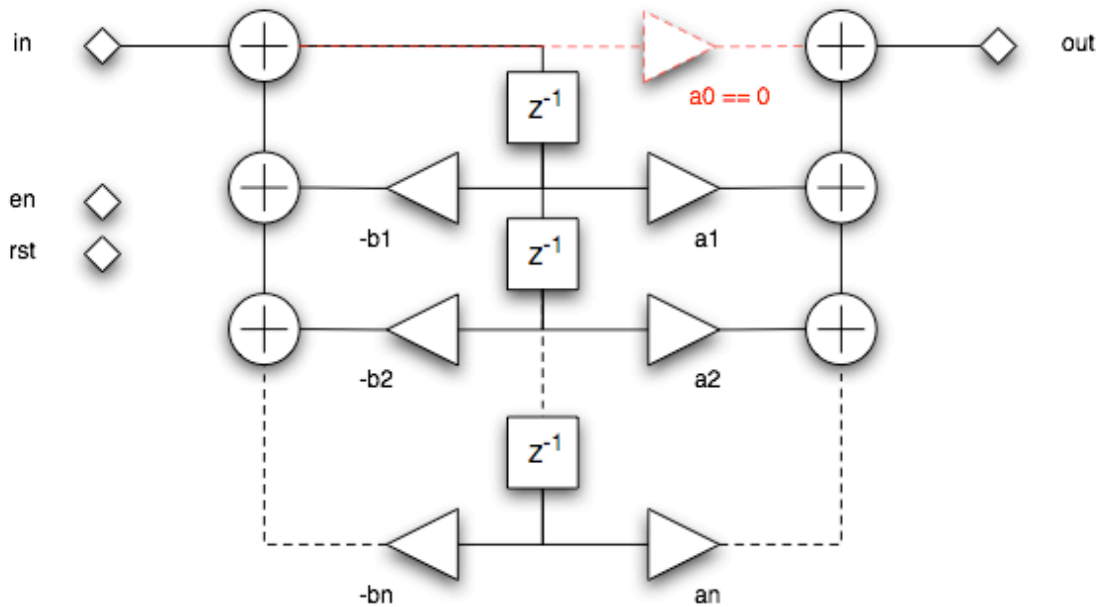 in
out
z⁻¹
a0 == 0
en
-b1
a1
rst
z⁻¹
-b2
a2
z⁻¹
-bn
an